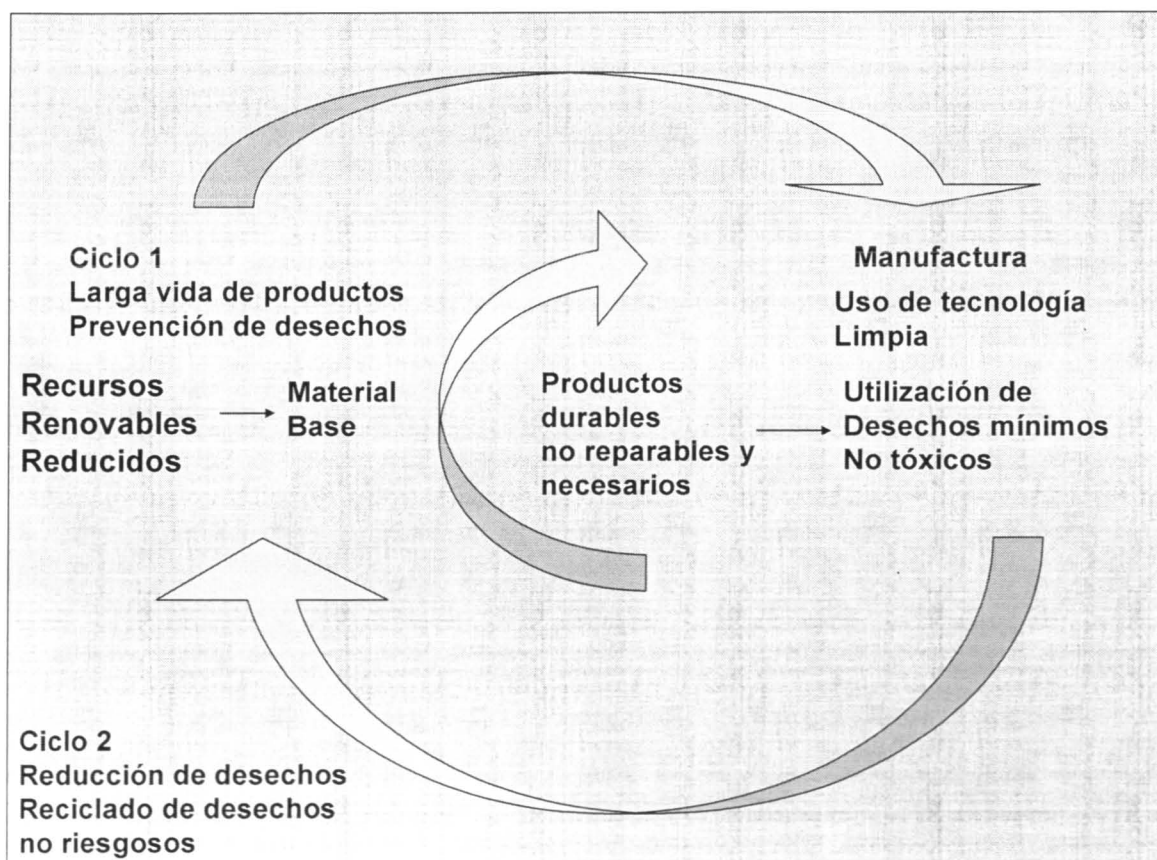 Ciclo 1
Larga vida de productos
Prevención de desechos
Manufactura
Uso de tecnología
Limpia
Recursos
Renovables
Reducidos
Material
Base
Productos
durables
no reparables y
necesarios
Utilización de
Desechos mínimos
No tóxicos
Ciclo 2
Reducción de desechos
Reciclado de desechos
no riesgosos